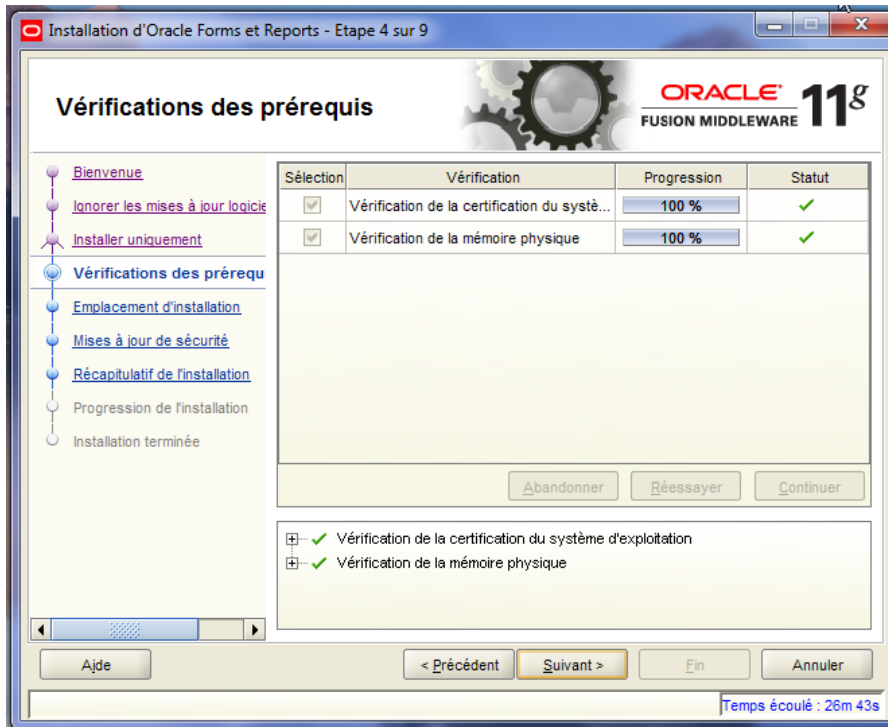 Installation d'Oracle Forms et Reports - Etape 4 sur 9
Vérifications des prérequis
ORACLE
FUSION MIDDLEWARE 11g
Bienvenue
Ignorer les mises à jour logicie
Installer uniquement
Vérifications des prérequ
Emplacement d'installation
Mises à jour de sécurité
Récapitulatif de l'installation
Progression de l'installation
Installation terminée
Sélection Vérification Progression Statut
Vérification de la certification du systè... 100 %
Vérification de la mémoire physique 100 %
Abandonner Réessayer Continuer
Vérification de la certification du système d'exploitation
Vérification de la mémoire physique
Aide < Précédent Suivant > Fin Annuler
Temps écoulé : 26m 43s